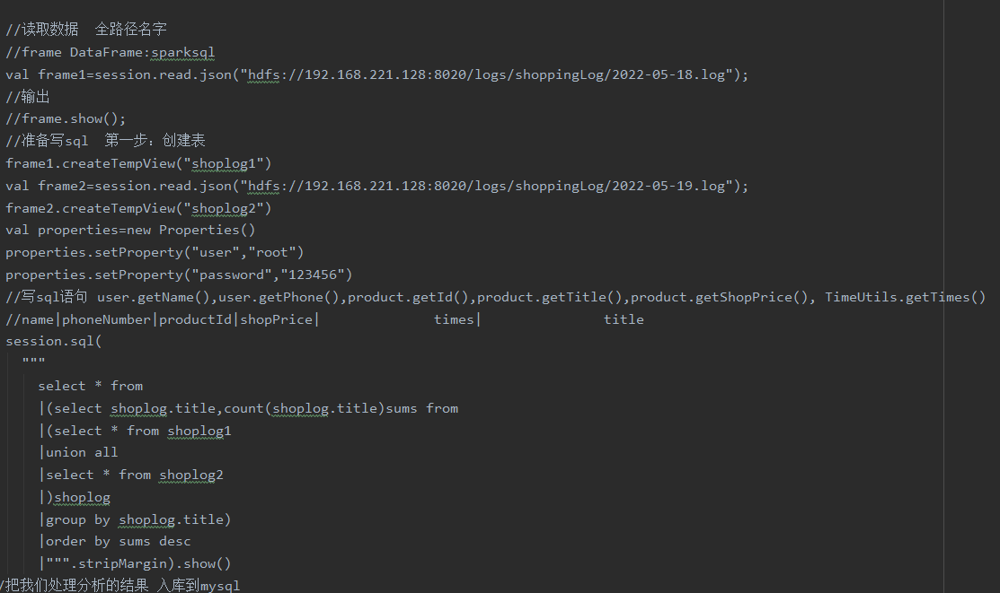 //读取数据  全路径名字
//frame DataFrame:sparksql
val frame1=session.read.json("hdfs://192.168.221.128:8020/logs/shoppingLog/2022-05-18.log");
//输出
//frame.show();
//准备写sql  第一步：创建表
frame1.createTempView("shoplog1")
val frame2=session.read.json("hdfs://192.168.221.128:8020/logs/shoppingLog/2022-05-19.log");
frame2.createTempView("shoplog2")
val properties=new Properties()
properties.setProperty("user","root")
properties.setProperty("password","123456")
//写sql语句 user.getName(),user.getPhone(),product.getId(),product.getTitle(),product.getShopPrice(), TimeUtils.getTimes()
//name|phoneNumber|productId|shopPrice|              times|               title
session.sql(
  """
    select * from
    |(select shoplog.title,count(shoplog.title)sums from
    |(select * from shoplog1
    |union all
    |select * from shoplog2
    |)shoplog
    |group by shoplog.title)
    |order by sums desc
    |""".stripMargin).show()
/把我们处理分析的结果 入库到mysql